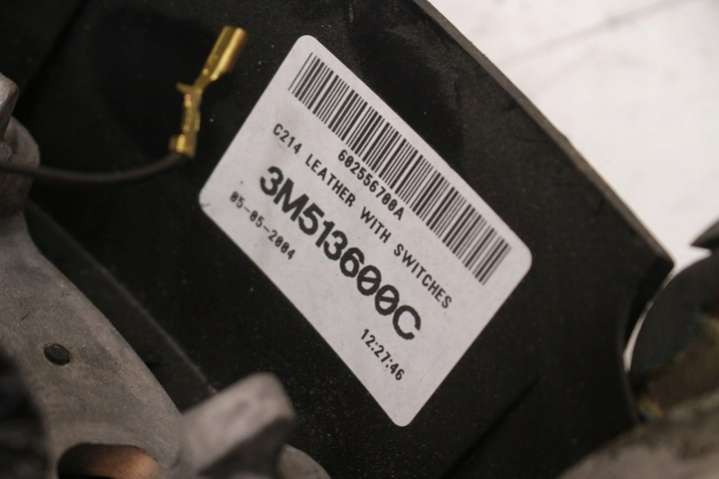 602556700A
C214 LEATHER WITH SWITCHES
3M513600C
05-05-2004
12:27:46